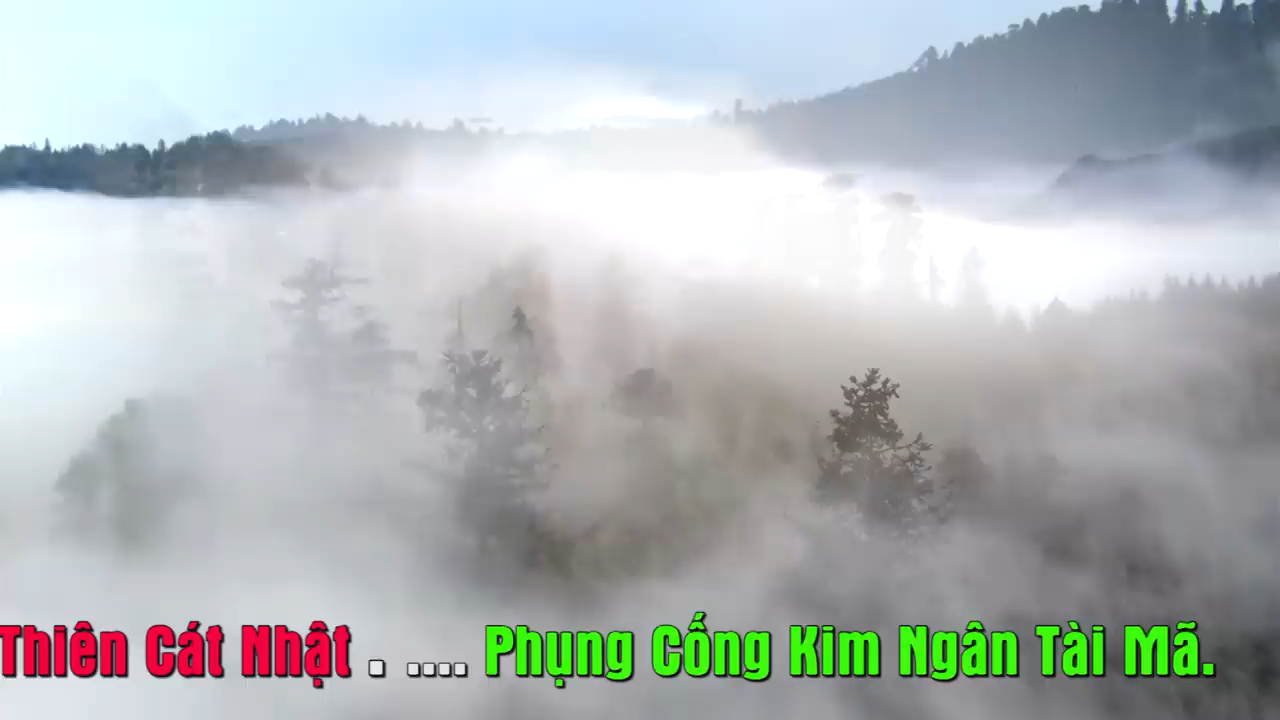 Thiên Cát Nhật . .... Phụng Cống Kim Ngân Tài Mã.